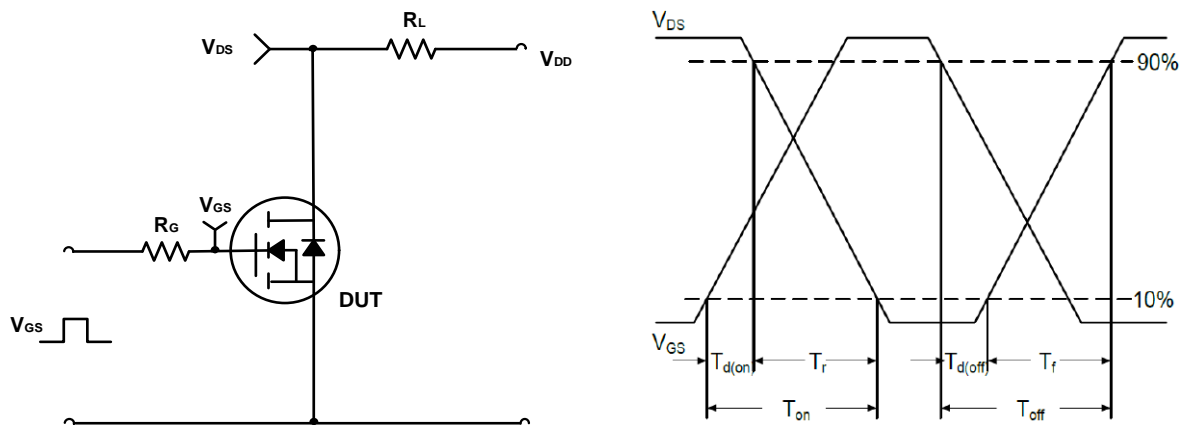 RL
VDS
VDD
VGS
RG
DUT
VGS
VDS
90%
10%
VGS
Td(on)
Tr
Td(off)
Tf
Ton
Toff